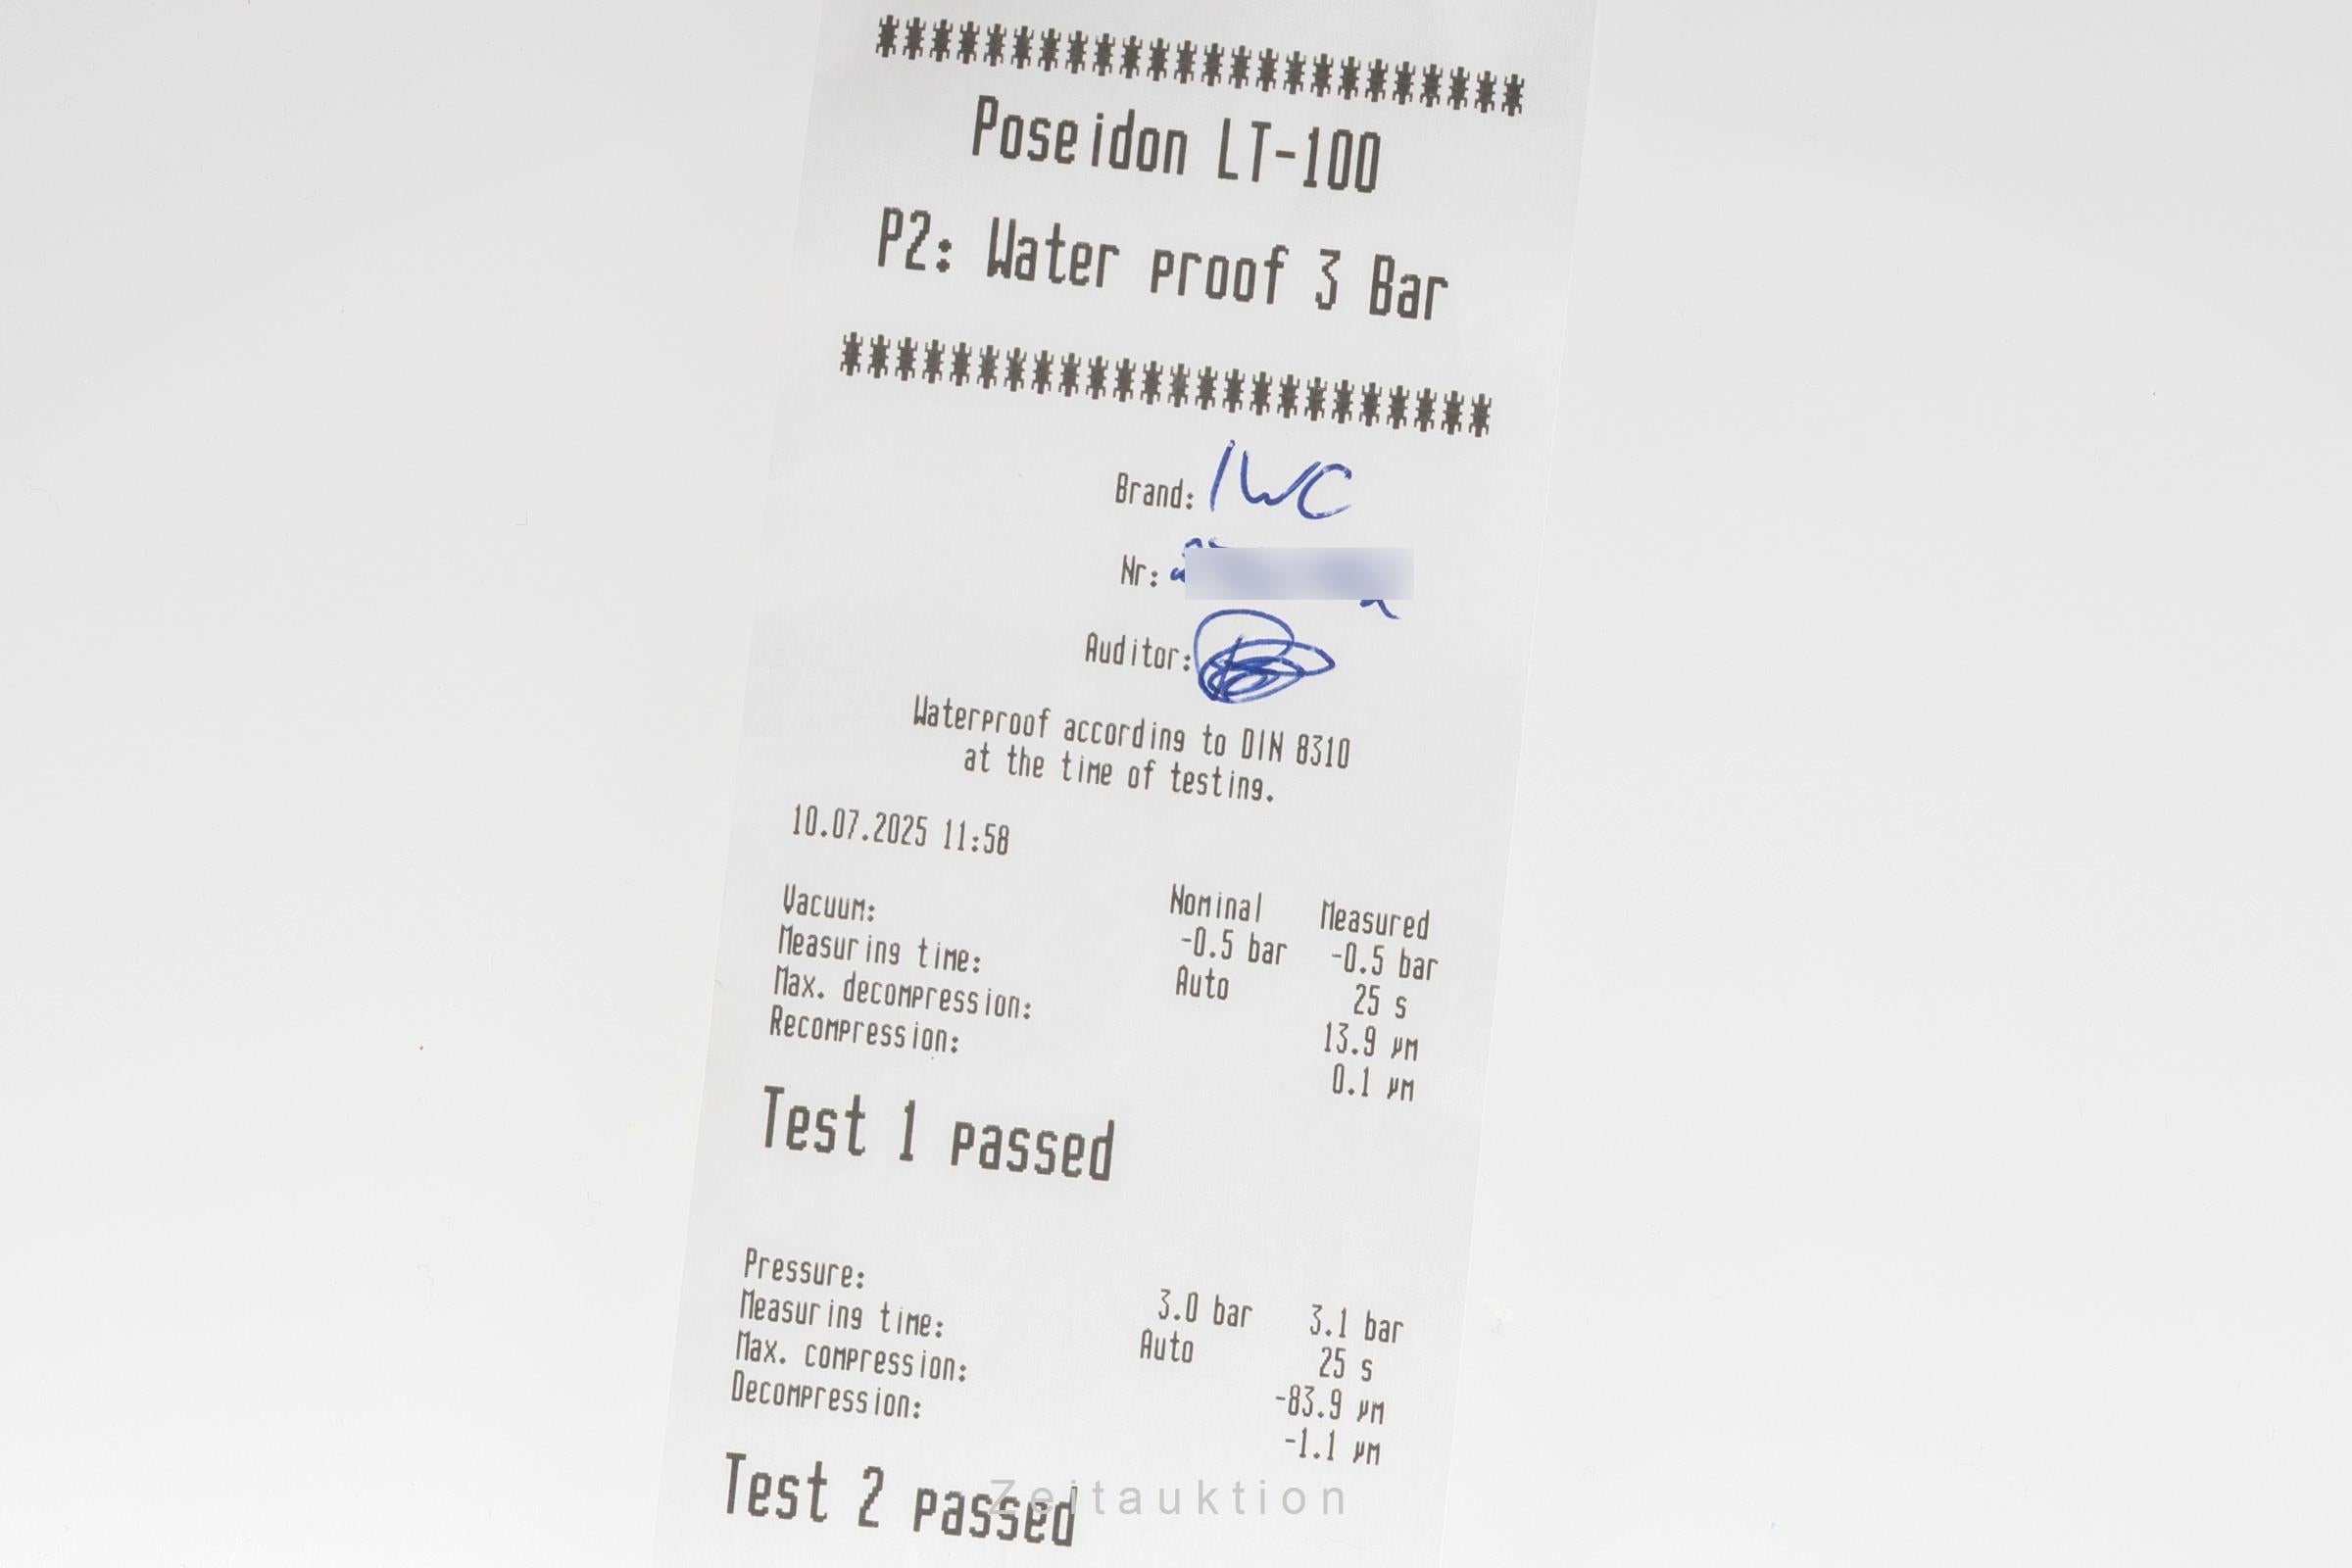 ************************
Poseidon LT-100
P2: Water proof 3 Bar
************************
Brand: IWC
Nr:
Auditor:
Waterproof according to DIN 8310
at the time of testing.
10.07.2025 11:58
Nominal Measured
Vacuum: -0.5 bar -0.5 bar
Measuring time: Auto 25 s
Max. decompression: 13.9 µm
Recompression: 0.1 µm
Test 1 passed
Pressure: 3.0 bar 3.1 bar
Measuring time: Auto 25 s
Max. compression: -83.9 µm
Decompression: -1.1 µm
Test 2 passed
Zeitauktion